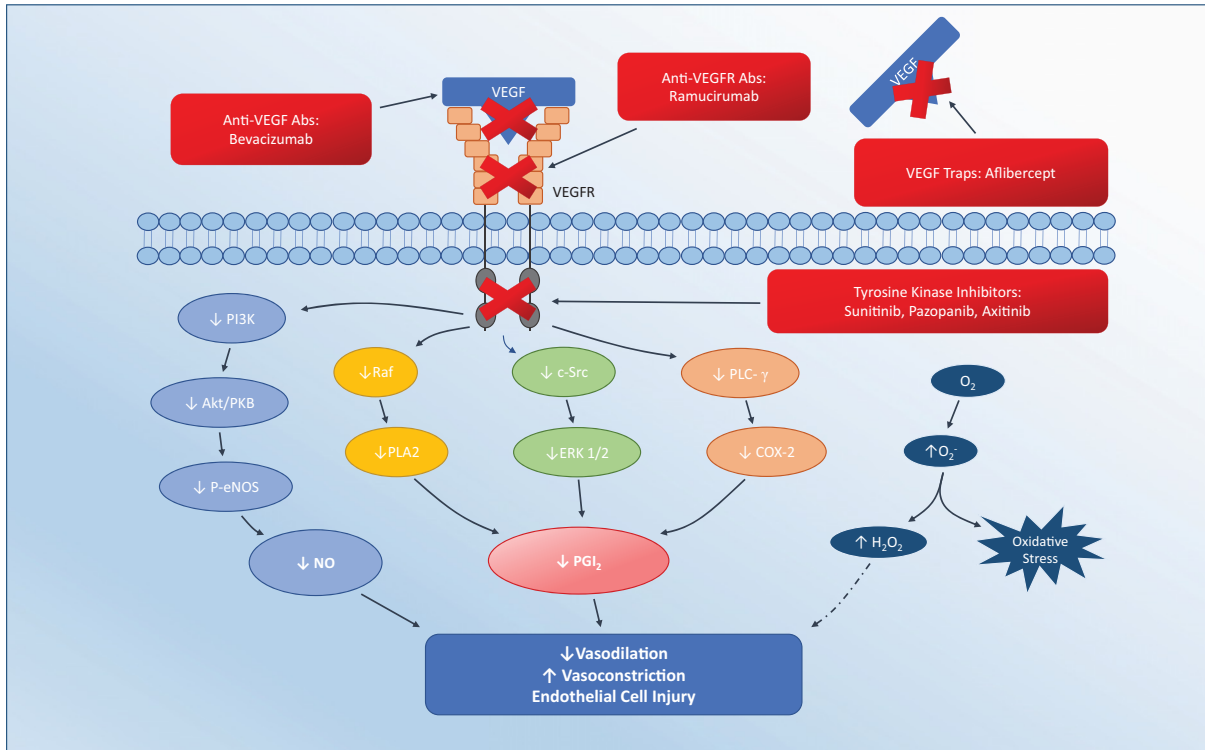 VEGF
Anti-VEGFR Abs:
Ramucirumab
VEGF
Anti-VEGF Abs:
Bevacizumab
VEGF Traps: Aflibercept
VEGFR
Tyrosine Kinase Inhibitors:
Sunitinib, Pazopanib, Axitinib
↓ PI3K
↓Raf
↓ c-Src
↓ PLC- γ
O₂
↓ Akt/PKB
↓PLA2
↓ERK 1/2
↓ COX-2
↑O₂⁻
↓ P-eNOS
↑ H₂O₂
Oxidative
Stress
↓ NO
↓ PGI₂
↓Vasodilation
↑ Vasoconstriction
Endothelial Cell Injury